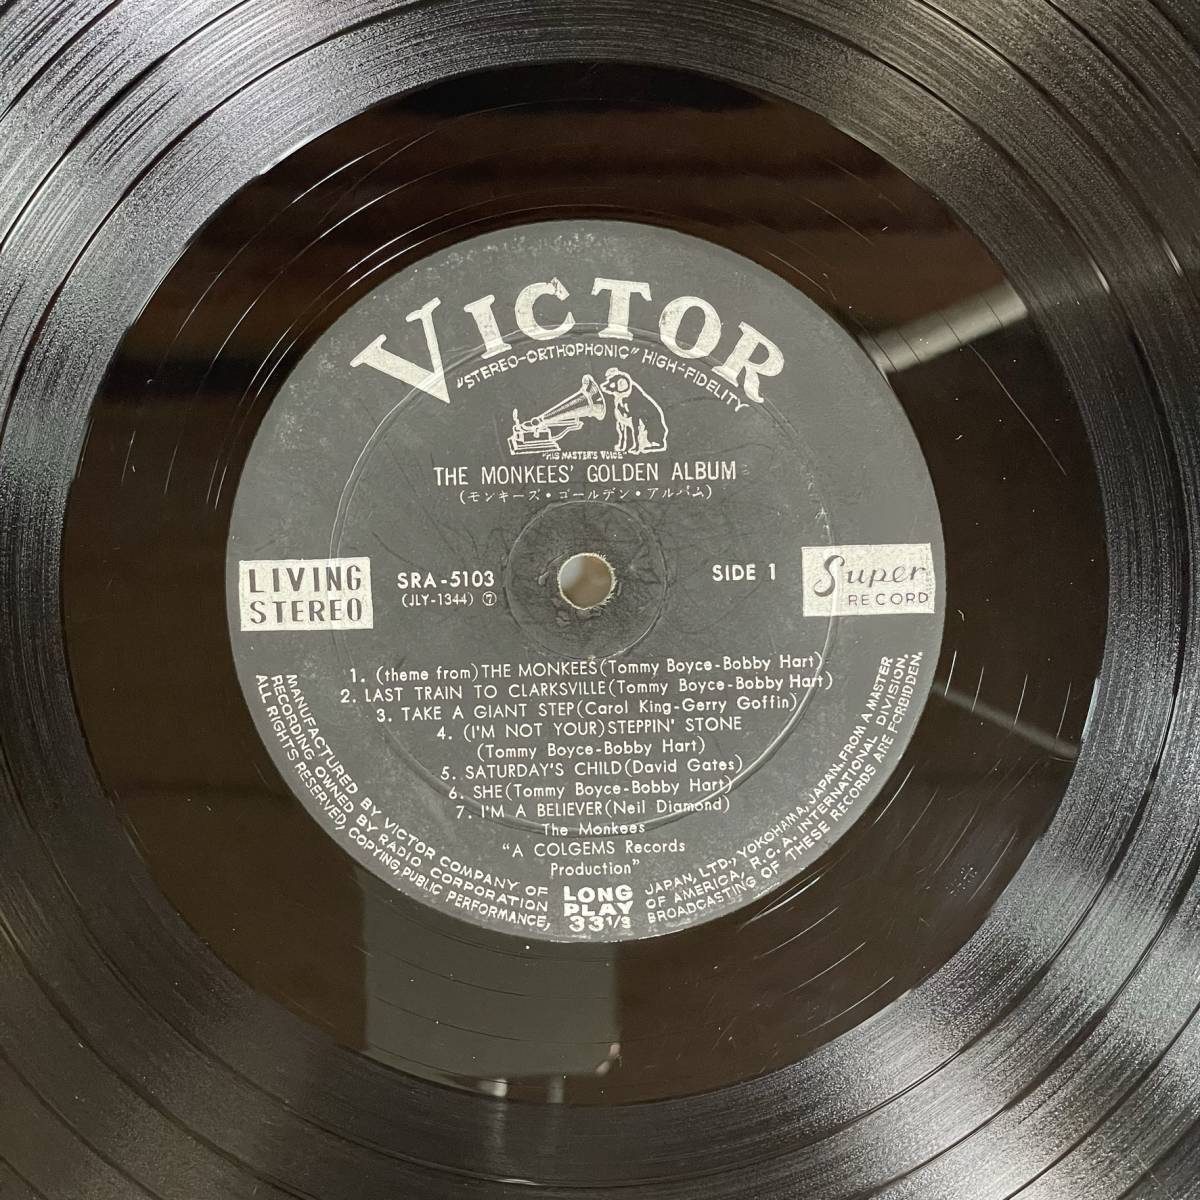 VICTOR
"STEREO-ORTHOPHONIC" HIGH-FIDELITY
"HIS MASTER'S VOICE"
THE MONKEES' GOLDEN ALBUM
(モンキーズ・ゴールデン・アルバム)
LIVING
STEREO
SRA-5103
(JLY-1344) ⑦
SIDE 1
Super
RECORD
1. (theme from) THE MONKEES (Tommy Boyce-Bobby Hart)
2. LAST TRAIN TO CLARKSVILLE (Tommy Boyce-Bobby Hart)
3. TAKE A GIANT STEP (Carol King-Gerry Goffin)
4. (I'M NOT YOUR) STEPPIN' STONE
(Tommy Boyce-Bobby Hart)
5. SATURDAY'S CHILD (David Gates)
6. SHE (Tommy Boyce-Bobby Hart)
7. I'M A BELIEVER (Neil Diamond)
The Monkees
"A COLGEMS Records
Production"
LONG
PLAY
33 1/3
MANUFACTURED BY VICTOR COMPANY OF JAPAN, LTD., YOKOHAMA, JAPAN. FROM A MASTER
RECORDING OWNED BY RADIO CORPORATION OF AMERICA, R.C.A. INTERNATIONAL DIVISION.
ALL RIGHTS RESERVED, COPYING, PUBLIC PERFORMANCE, BROADCASTING OF THESE RECORDS ARE FORBIDDEN.